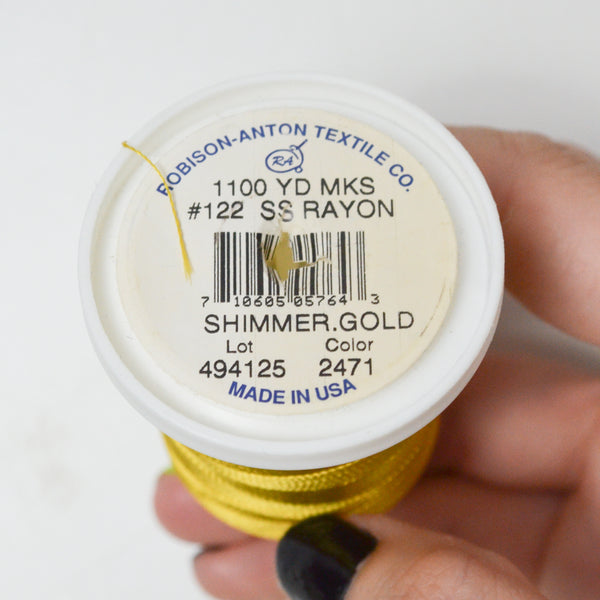 ROBISON-ANTON TEXTILE CO.
RA
1100 YD MKS
#122 SS RAYON
7 10605 05764 3
SHIMMER.GOLD
Lot Color
494125 2471
MADE IN USA